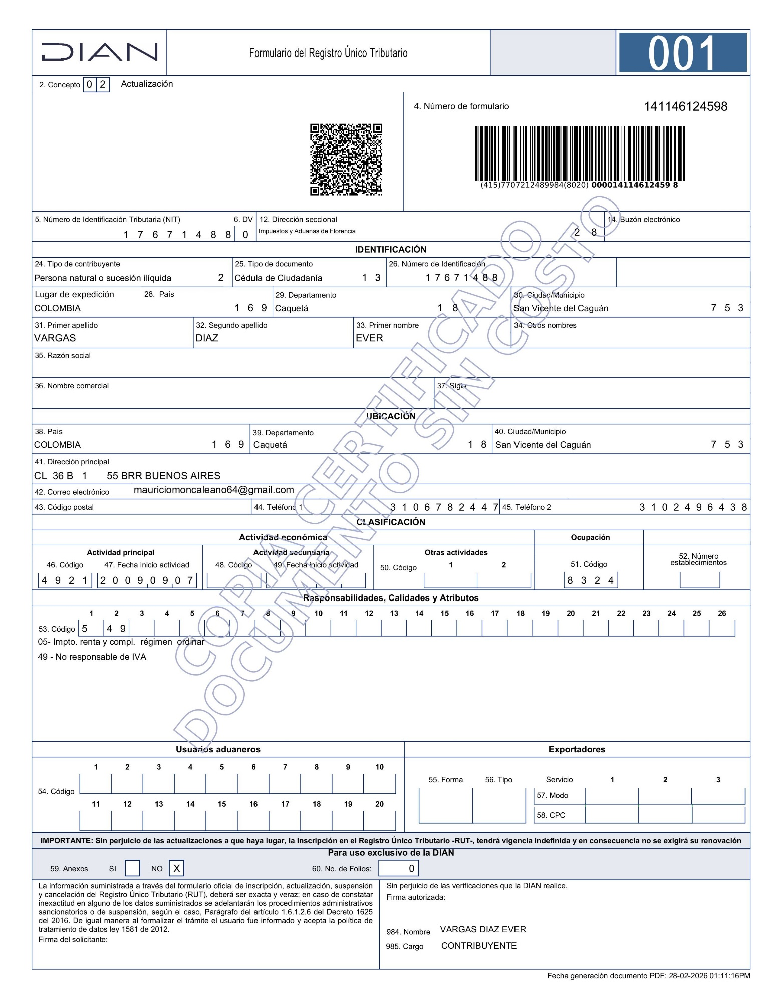 DIAN
Formulario del Registro Único Tributario
001
2. Concepto 0 2 Actualización
4. Número de formulario 141146124598
(415)7707212489984(8020) 000014114612459 8
5. Número de Identificación Tributaria (NIT) 6. DV 12. Dirección seccional 14. Buzón electrónico
1 7 6 7 1 4 8 8 0 Impuestos y Aduanas de Florencia 2 8
IDENTIFICACIÓN
24. Tipo de contribuyente 25. Tipo de documento 26. Número de Identificación
Persona natural o sucesión ilíquida 2 Cédula de Ciudadanía 1 3 1 7 6 7 1 4 8 8
Lugar de expedición 28. País 29. Departamento 30. Ciudad/Municipio
COLOMBIA 1 6 9 Caquetá 1 8 San Vicente del Caguán 7 5 3
31. Primer apellido 32. Segundo apellido 33. Primer nombre 34. Otros nombres
VARGAS DIAZ EVER
35. Razón social
36. Nombre comercial 37. Sigla
UBICACIÓN
38. País 39. Departamento 40. Ciudad/Municipio
COLOMBIA 1 6 9 Caquetá 1 8 San Vicente del Caguán 7 5 3
41. Dirección principal
CL 36 B 1 55 BRR BUENOS AIRES
42. Correo electrónico mauriciomoncaleano64@gmail.com
43. Código postal 44. Teléfono 1 3 1 0 6 7 8 2 4 4 7 45. Teléfono 2 3 1 0 2 4 9 6 4 3 8
CLASIFICACIÓN
Actividad económica Ocupación
Actividad principal Actividad secundaria Otras actividades 52. Número establecimientos
46. Código 47. Fecha inicio actividad 48. Código 49. Fecha inicio actividad 50. Código 1 2 51. Código
4 9 2 1 2 0 0 9 0 9 0 7 8 3 2 4
Responsabilidades, Calidades y Atributos
1 2 3 4 5 6 7 8 9 10 11 12 13 14 15 16 17 18 19 20 21 22 23 24 25 26
53. Código 5 4 9
05- Impto. renta y compl. régimen ordinar
49 - No responsable de IVA
COPIA CERTIFICADO
DOCUMENTO SIN COSTO
Usuarios aduaneros Exportadores
1 2 3 4 5 6 7 8 9 10
55. Forma 56. Tipo Servicio 1 2 3
54. Código 57. Modo
11 12 13 14 15 16 17 18 19 20
58. CPC
IMPORTANTE: Sin perjuicio de las actualizaciones a que haya lugar, la inscripción en el Registro Único Tributario -RUT-, tendrá vigencia indefinida y en consecuencia no se exigirá su renovación
Para uso exclusivo de la DIAN
59. Anexos SI NO X 60. No. de Folios: 0
La información suministrada a través del formulario oficial de inscripción, actualización, suspensión
y cancelación del Registro Único Tributario (RUT), deberá ser exacta y veraz; en caso de constatar
inexactitud en alguno de los datos suministrados se adelantarán los procedimientos administrativos
sancionatorios o de suspensión, según el caso, Parágrafo del artículo 1.6.1.2.6 del Decreto 1625
del 2016. De igual manera al formalizar el trámite el usuario fue informado y acepta la política de
tratamiento de datos ley 1581 de 2012.
Firma del solicitante:
Sin perjuicio de las verificaciones que la DIAN realice.
Firma autorizada:
984. Nombre VARGAS DIAZ EVER
985. Cargo CONTRIBUYENTE
Fecha generación documento PDF: 28-02-2026 01:11:16PM